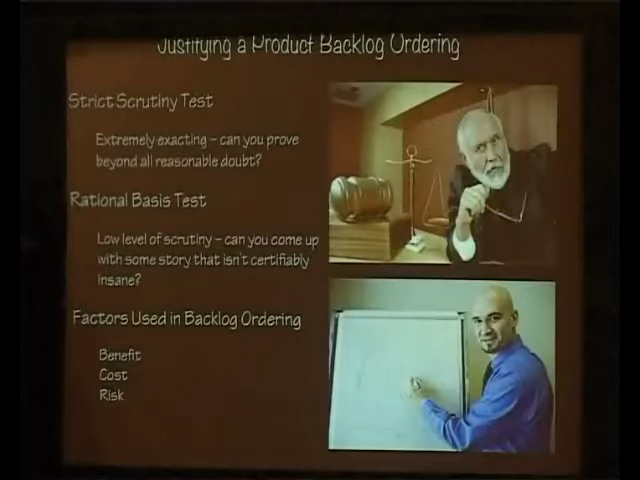 Justifying a Product Backlog Ordering
Strict Scrutiny Test
Extremely exacting – can you prove
beyond all reasonable doubt?
Rational Basis Test
Low level of scrutiny – can you come up
with some story that isn't certifiably
insane?
Factors Used in Backlog Ordering
Benefit
Cost
Risk